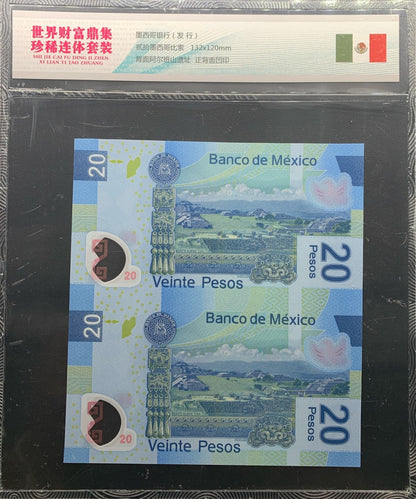 世界财富鼎集
珍稀连体套装
SHI JIE CAI FU DING JI ZHEN
XI LIAN TI TAO ZHUANG
墨西哥银行（发行）
贰拾墨西哥比索 132x120mm
背面阿尔班山遗址 正背面凹印
20
Banco de México
20
Pesos
20
Veinte Pesos
20
Banco de México
20
Pesos
20
Veinte Pesos